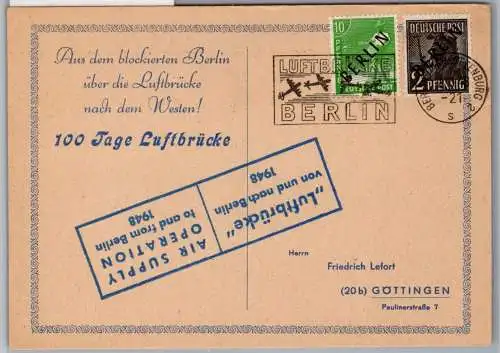 Aus dem blockierten Berlin
über die Luftbrücke
nach dem Westen!
100 Tage Luftbrücke
LUFTBRÜCKE
BERLIN
10
BERLIN
DEUTSCHE POST
2 PFENNIG
"Luftbrücke"
von und nach Berlin
1948
AIR SUPPLY
OPERATION
to and from Berlin
1948
Herrn
Friedrich Lefort
(20b) GÖTTINGEN
Paulinerstraße 7